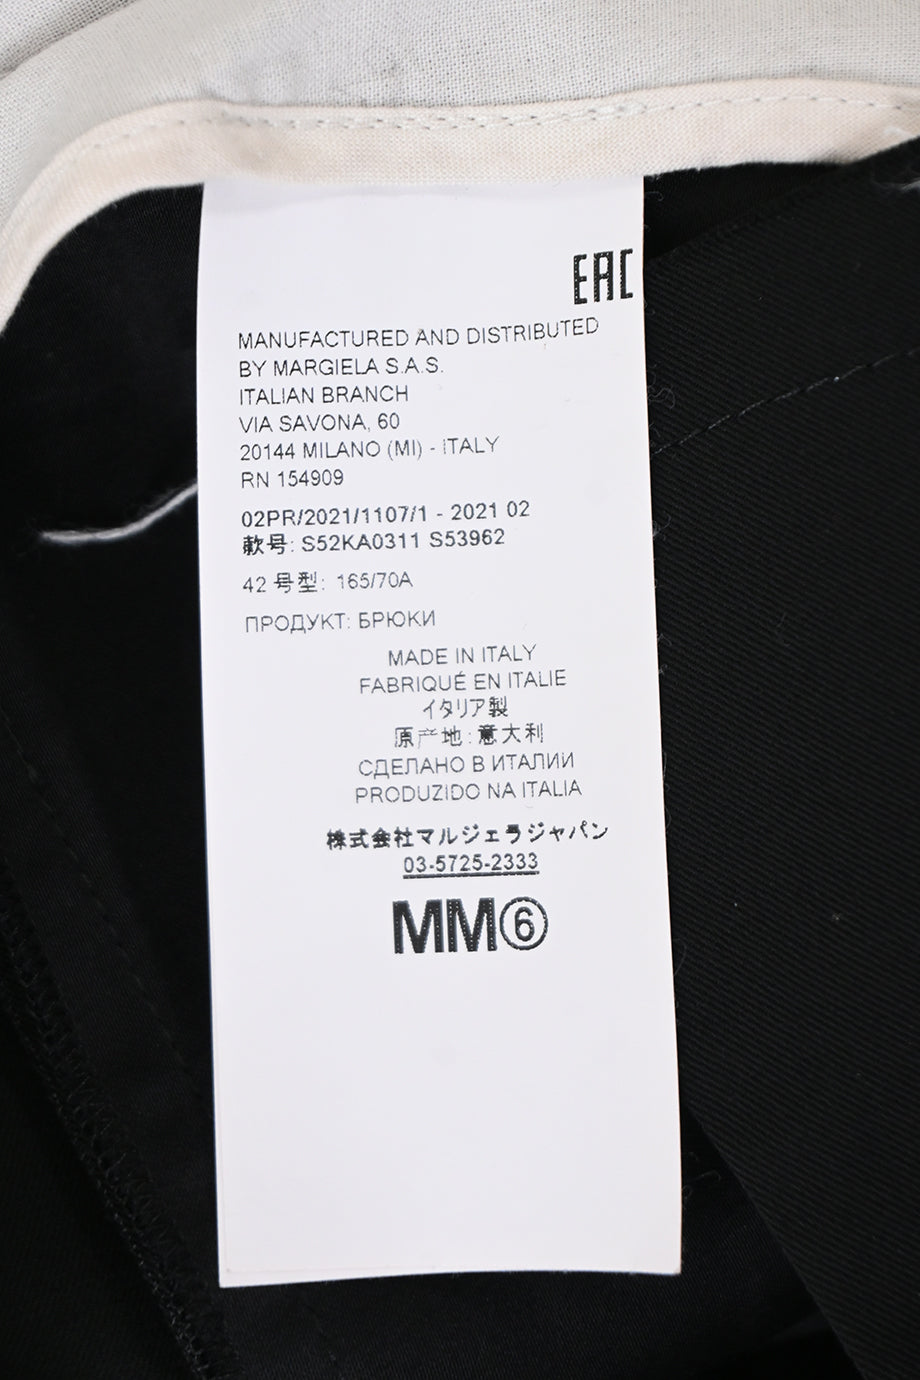 EAC
MANUFACTURED AND DISTRIBUTED
BY MARGIELA S.A.S.
ITALIAN BRANCH
VIA SAVONA, 60
20144 MILANO (MI) - ITALY
RN 154909
02PR/2021/1107/1 - 2021 02
款号: S52KA0311 S53962
42 号型: 165/70A
ПРОДУКТ: БРЮКИ
MADE IN ITALY
FABRIQUÉ EN ITALIE
イタリア製
原产地: 意大利
СДЕЛАНО В ИТАЛИИ
PRODUZIDO NA ITALIA
株式会社マルジェラジャパン
03-5725-2333
MM⑥